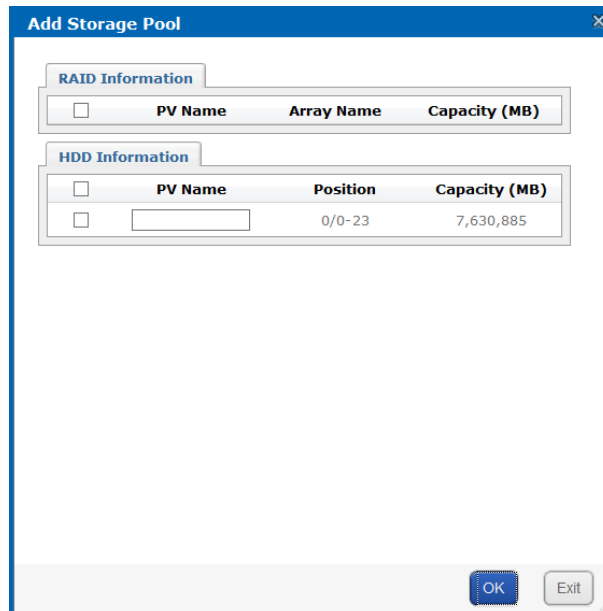 Add Storage Pool
RAID Information
PV Name Array Name Capacity (MB)
HDD Information
PV Name Position Capacity (MB)
0/0-23 7,630,885
OK Exit